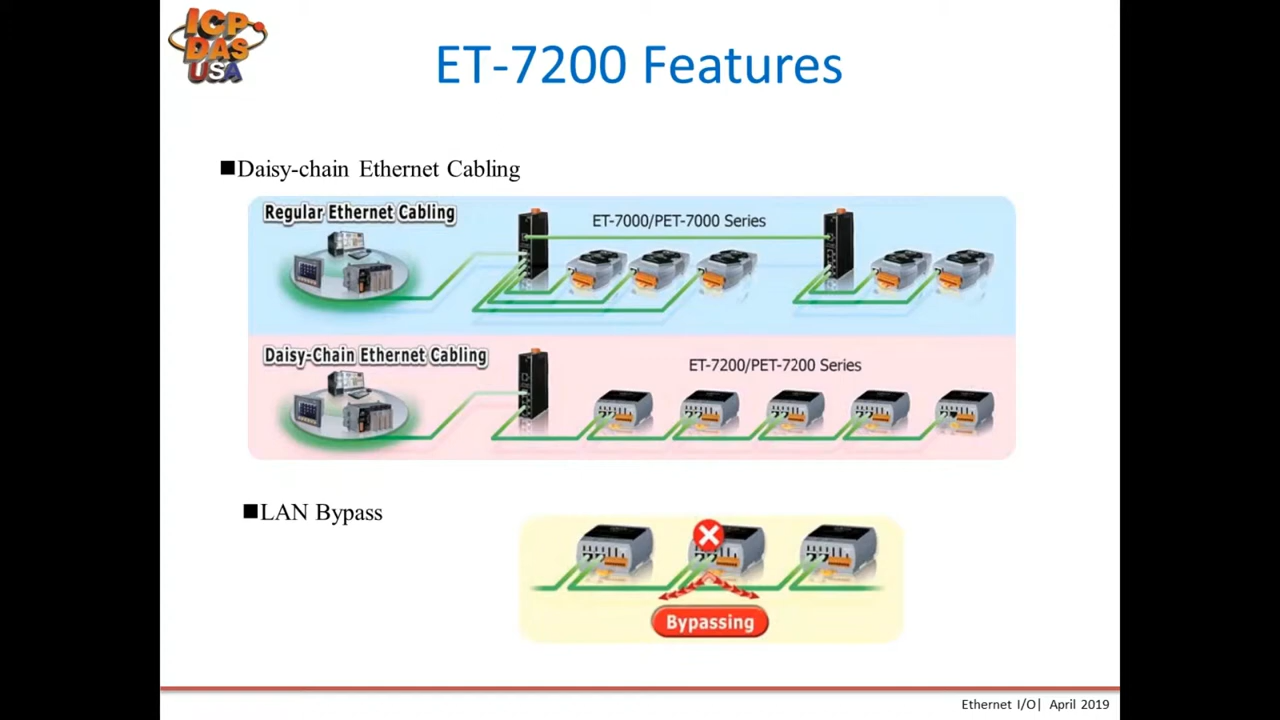 ICP
DAS
USA
ET-7200 Features
■Daisy-chain Ethernet Cabling
Regular Ethernet Cabling
ET-7000/PET-7000 Series
Daisy-Chain Ethernet Cabling
ET-7200/PET-7200 Series
■LAN Bypass
Bypassing
Ethernet I/O| April 2019